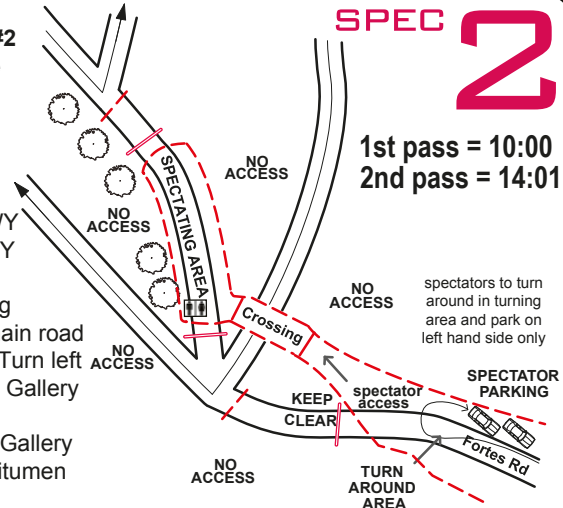 #2
SPEC 2
1st pass = 10:00
2nd pass = 14:01
NO
ACCESS
SPECTATING AREA
NO
ACCESS
WY
Y
NO
ACCESS
spectators to turn
around in turning
area and park on
left hand side only
ng
ain road
Turn left
Gallery
NO
ACCESS
Crossing
SPECTATOR
PARKING
spectator
access
KEEP
CLEAR
Gallery
itumen
Fortes Rd
NO
ACCESS
TURN
AROUND
AREA